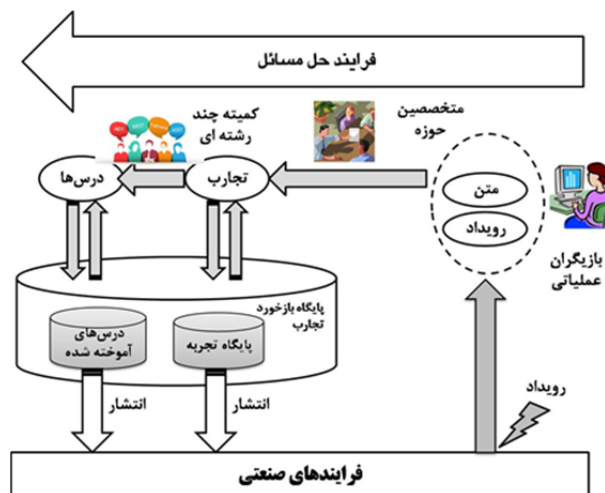 فرایند حل مسائل
متخصصین
حوزه
کمیته چند
رشته ای
درس‌ها
تجارب
متن
رویداد
بازیگران
عملیاتی
پایگاه بازخورد
تجارب
درس‌های
آموخته شده
پایگاه تجربه
انتشار
انتشار
رویداد
فرایندهای صنعتی